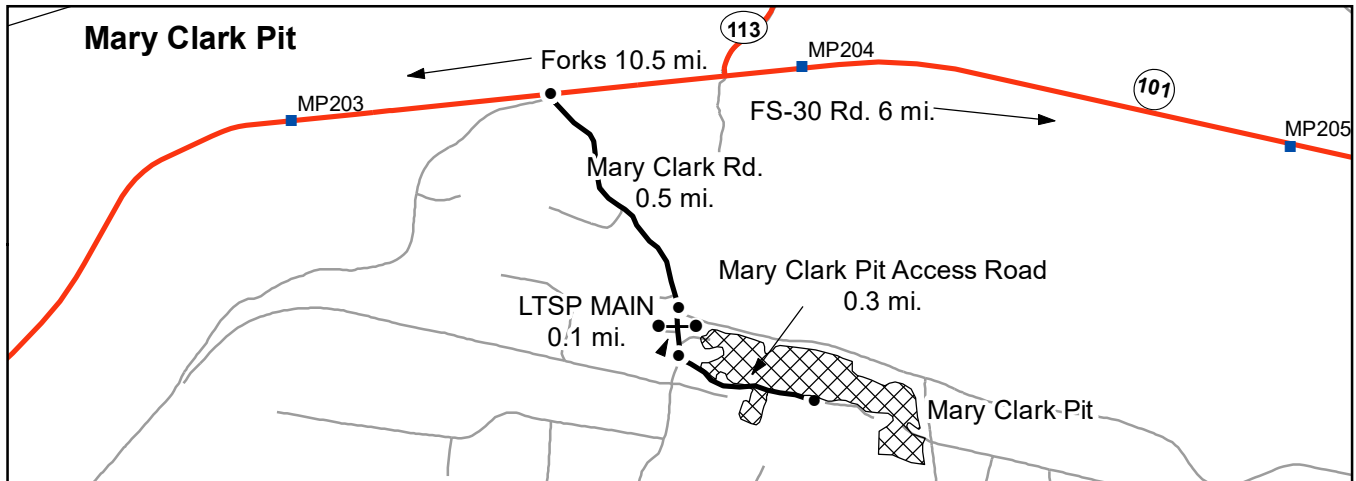 Mary Clark Pit
113
Forks 10.5 mi.
MP204
MP203
101
FS-30 Rd. 6 mi.
MP205
Mary Clark Rd.
0.5 mi.
Mary Clark Pit Access Road
0.3 mi.
LTSP MAIN
0.1 mi.
Mary Clark Pit